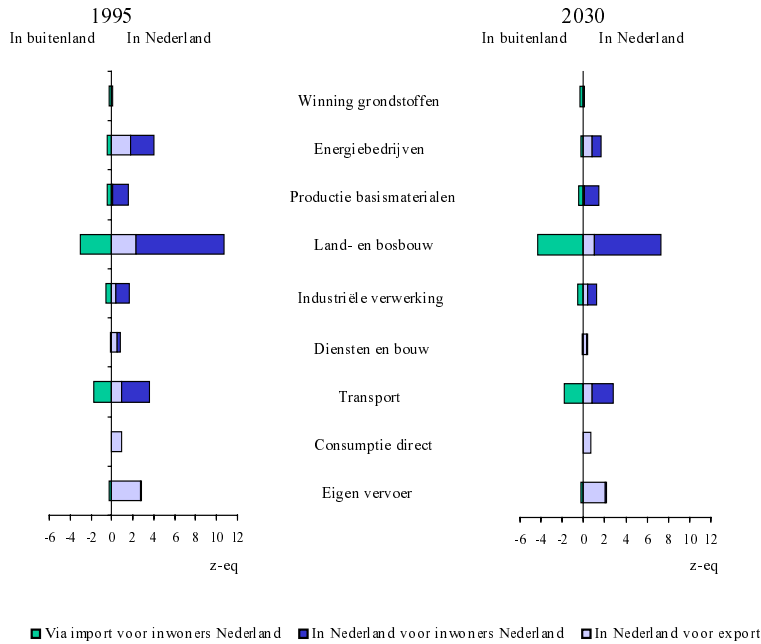 1995 2030
In buitenland In Nederland In buitenland In Nederland
Winning grondstoffen
Energiebedrijven
Productie basismaterialen
Land- en bosbouw
Industriële verwerking
Diensten en bouw
Transport
Consumptie direct
Eigen vervoer
-6 -4 -2 0 2 4 6 8 10 12 -6 -4 -2 0 2 4 6 8 10 12
z-eq z-eq
Via import voor inwoners Nederland In Nederland voor inwoners Nederland In Nederland voor export